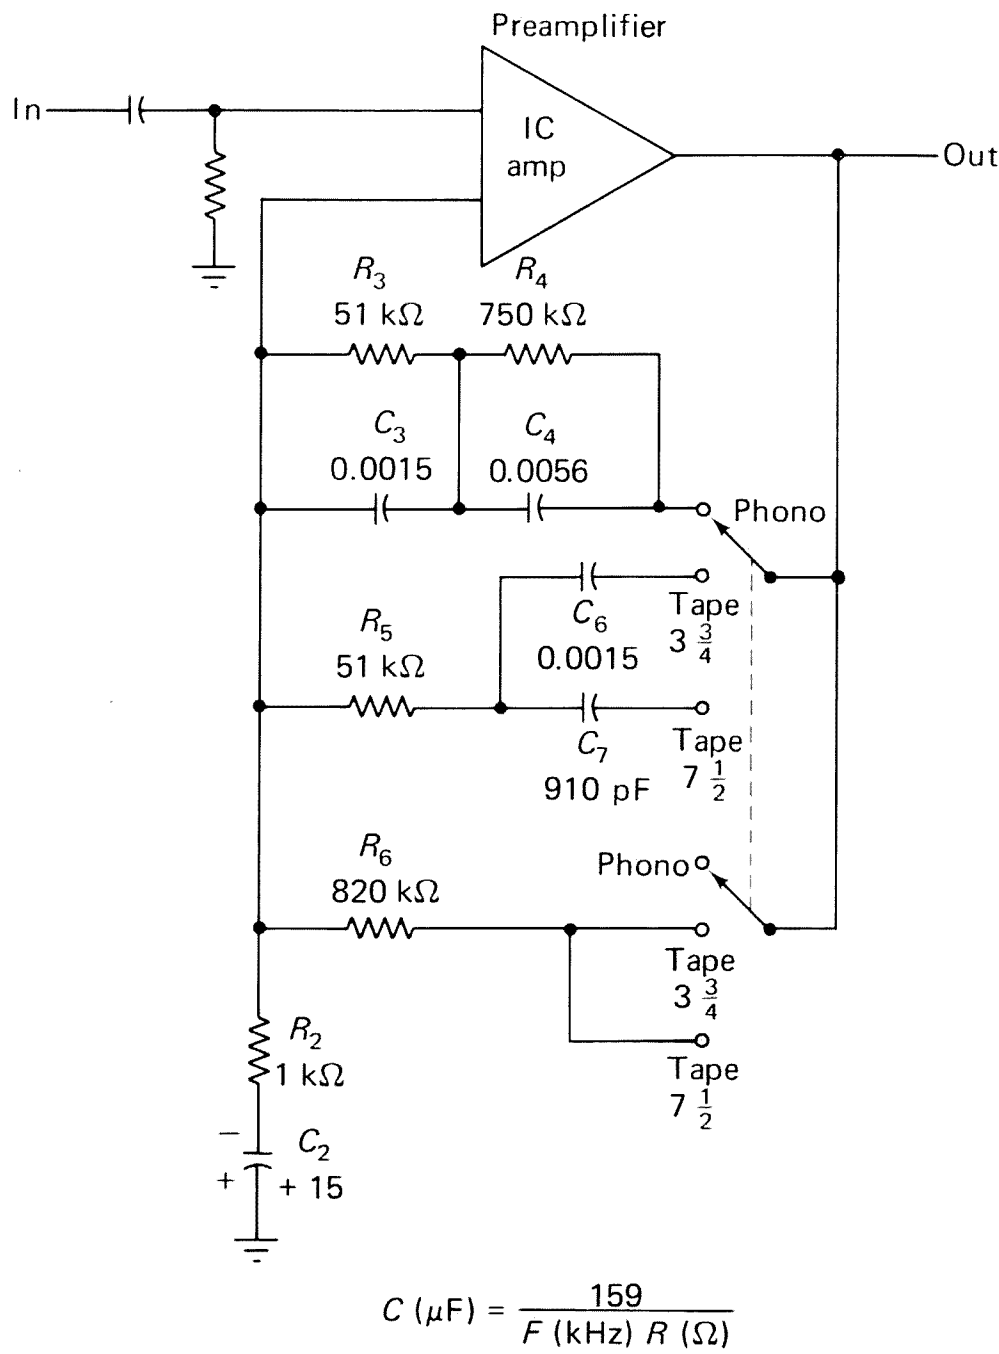 Preamplifier
In
IC
amp
Out
R3
51 kΩ
R4
750 kΩ
C3
0.0015
C4
0.0056
Phono
C6
0.0015
Tape
3 3/4
R5
51 kΩ
C7
910 pF
Tape
7 1/2
R6
820 kΩ
Phono
Tape
3 3/4
Tape
7 1/2
R2
1 kΩ
−
C2
+
+ 15
C (μF) = 159 / F (kHz) R (Ω)